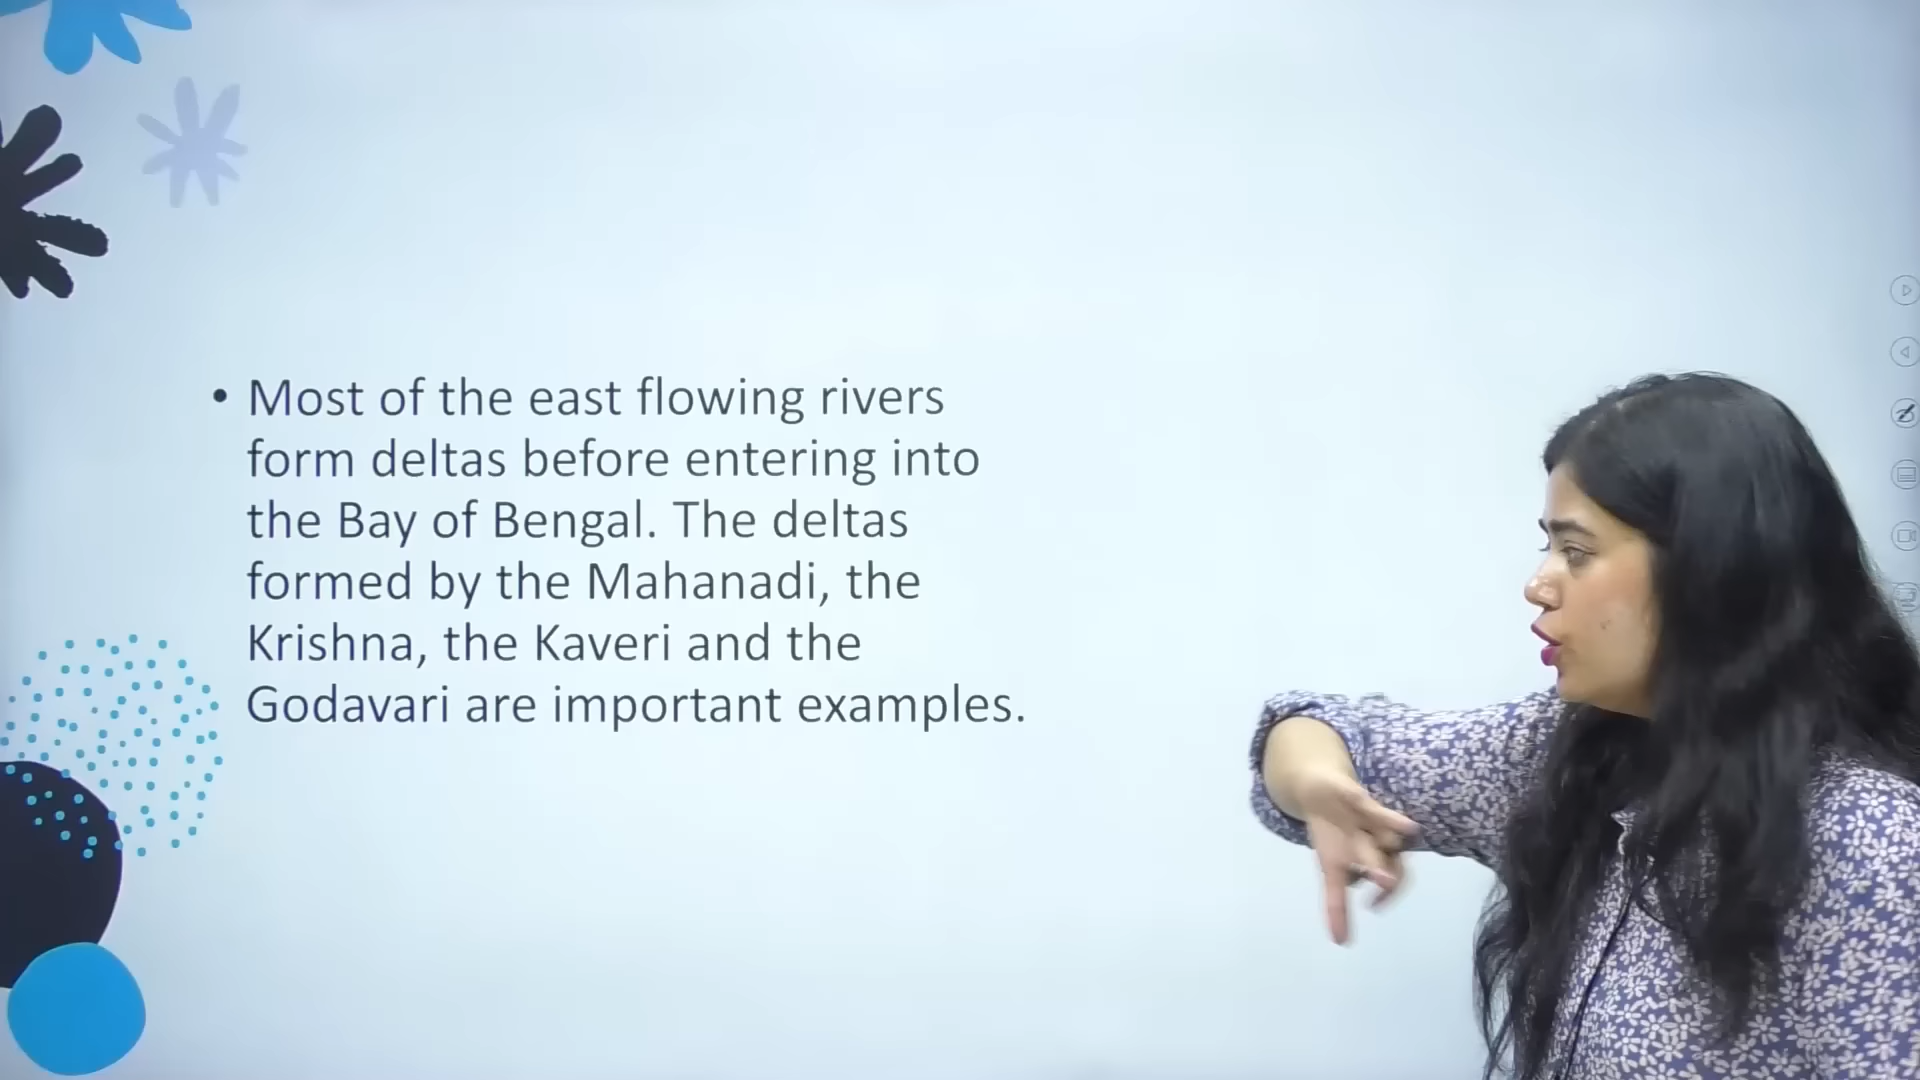 • Most of the east flowing rivers
form deltas before entering into
the Bay of Bengal. The deltas
formed by the Mahanadi, the
Krishna, the Kaveri and the
Godavari are important examples.